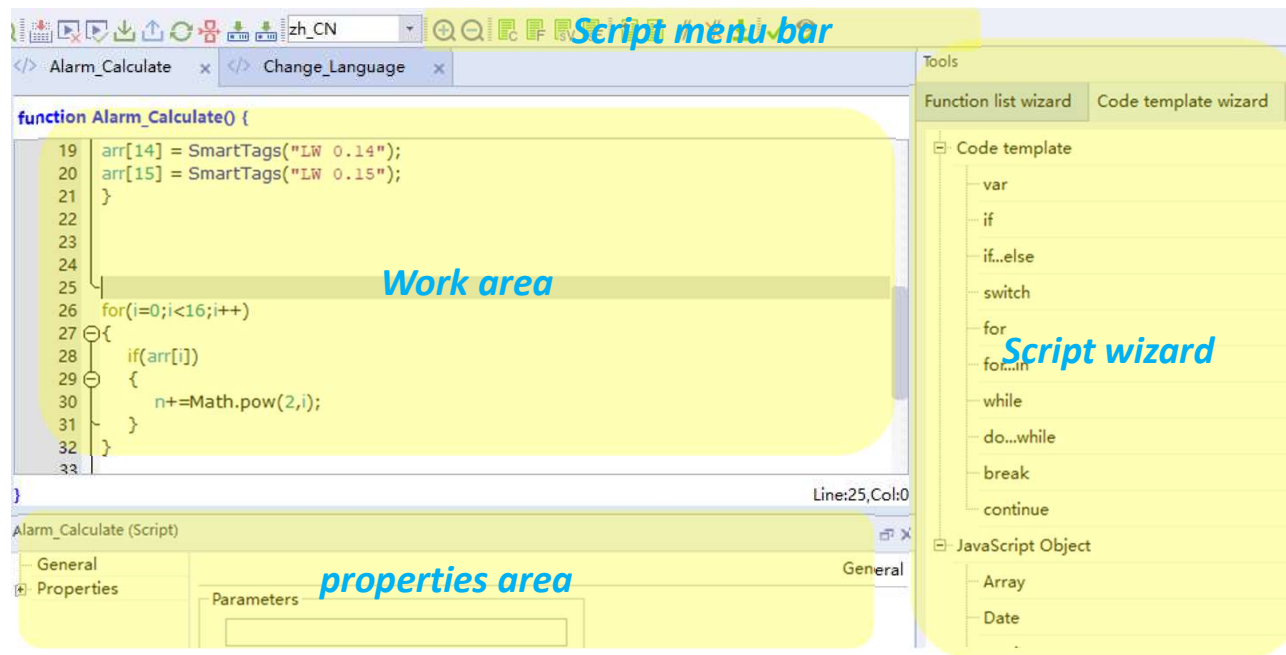 zh_CN
Script menu bar
</> Alarm_Calculate x </> Change_Language x
function Alarm_Calculate() {
19 arr[14] = SmartTags("LW 0.14");
20 arr[15] = SmartTags("LW 0.15");
21 }
22
23
24
25
Work area
26 for(i=0;i<16;i++)
27 {
28 if(arr[i])
29 {
30 n+=Math.pow(2,i);
31 }
32 }
33
}
Line:25,Col:0
Alarm_Calculate (Script)
General
Properties
General
properties area
Parameters
Tools
Function list wizard Code template wizard
Code template
var
if
if...else
switch
for
Script wizard
for...in
while
do...while
break
continue
JavaScript Object
Array
Date